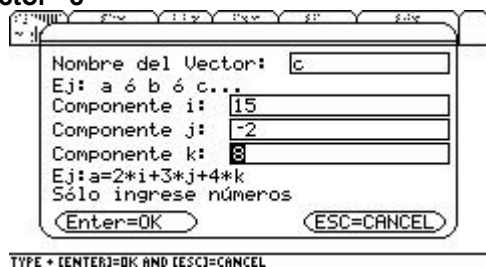 Nombre del Vector: c
Ej: a ó b ó c...
Componente i: 15
Componente j: -2
Componente k: 8
Ej:a=2*i+3*j+4*k
Sólo ingrese números
Enter=OK ESC=CANCEL
TYPE + [ENTER]=OK AND [ESC]=CANCEL